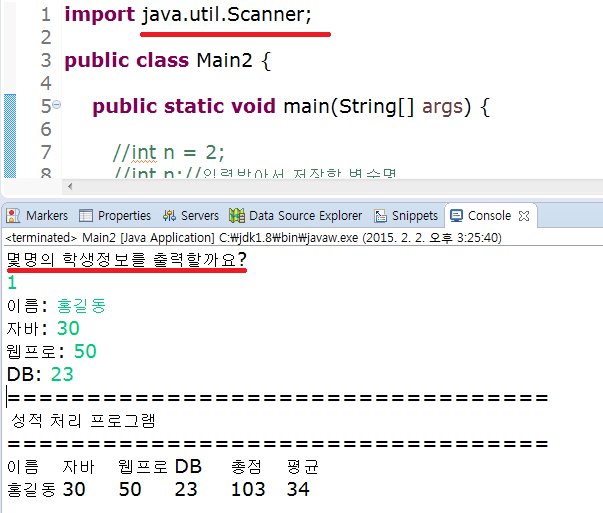 1 import java.util.Scanner;
2
3 public class Main2 {
4
5 public static void main(String[] args) {
6
7 //int n = 2;
8 //int n;//입력받아서 저장할 변수명
Markers Properties Servers Data Source Explorer Snippets Console
<terminated> Main2 [Java Application] C:₩jdk1.8₩bin₩javaw.exe (2015. 2. 2. 오후 3:25:40)
몇명의 학생정보를 출력할까요?
1
이름: 홍길동
자바: 30
웹프로: 50
DB: 23
==================================
성적 처리 프로그램
==================================
이름 자바 웹프로 DB 총점 평균
홍길동 30 50 23 103 34